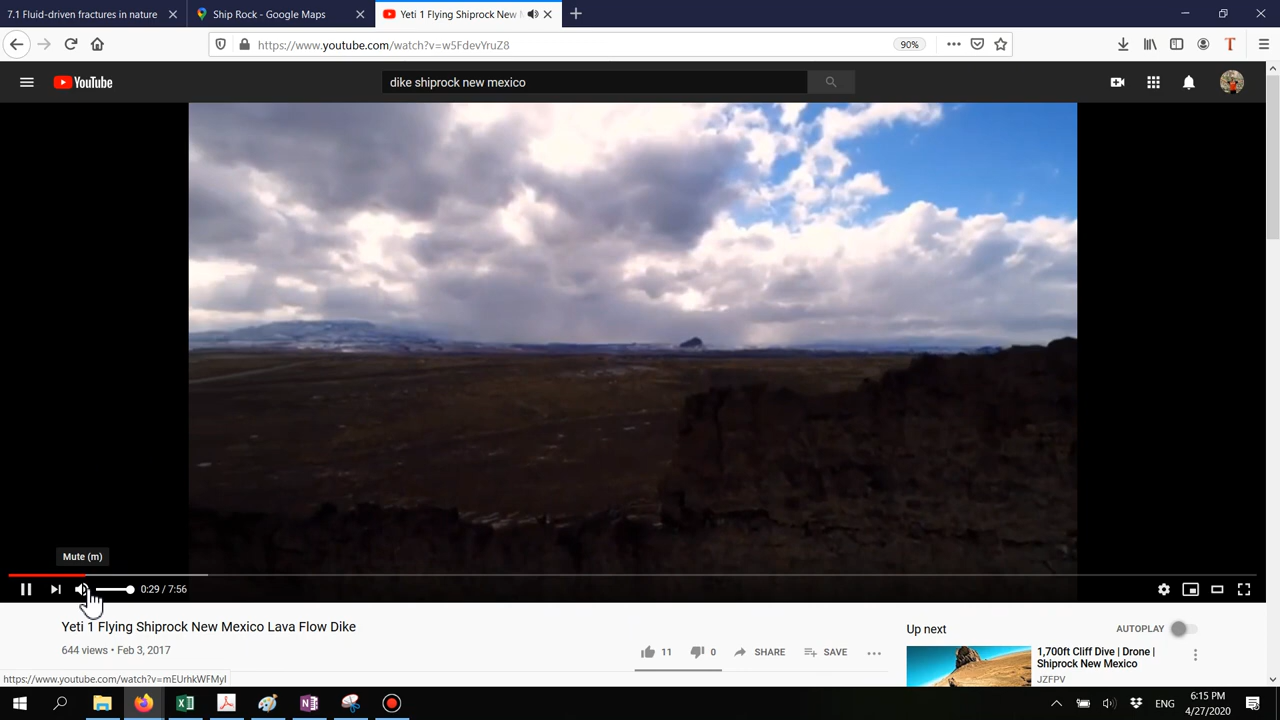 7.1 Fluid-driven fractures in nature
Ship Rock - Google Maps
Yeti 1 Flying Shiprock New
https://www.youtube.com/watch?v=w5FdevYruZ8
90%
YouTube
dike shiprock new mexico
T
Mute (m)
0:29 / 7:56
Yeti 1 Flying Shiprock New Mexico Lava Flow Dike
644 views • Feb 3, 2017
11
0
SHARE
SAVE
Up next
AUTOPLAY
1,700ft Cliff Dive | Drone |
Shiprock New Mexico
JZFPV
https://www.youtube.com/watch?v=mEUrhkWFMyI
ENG
6:15 PM
4/27/2020